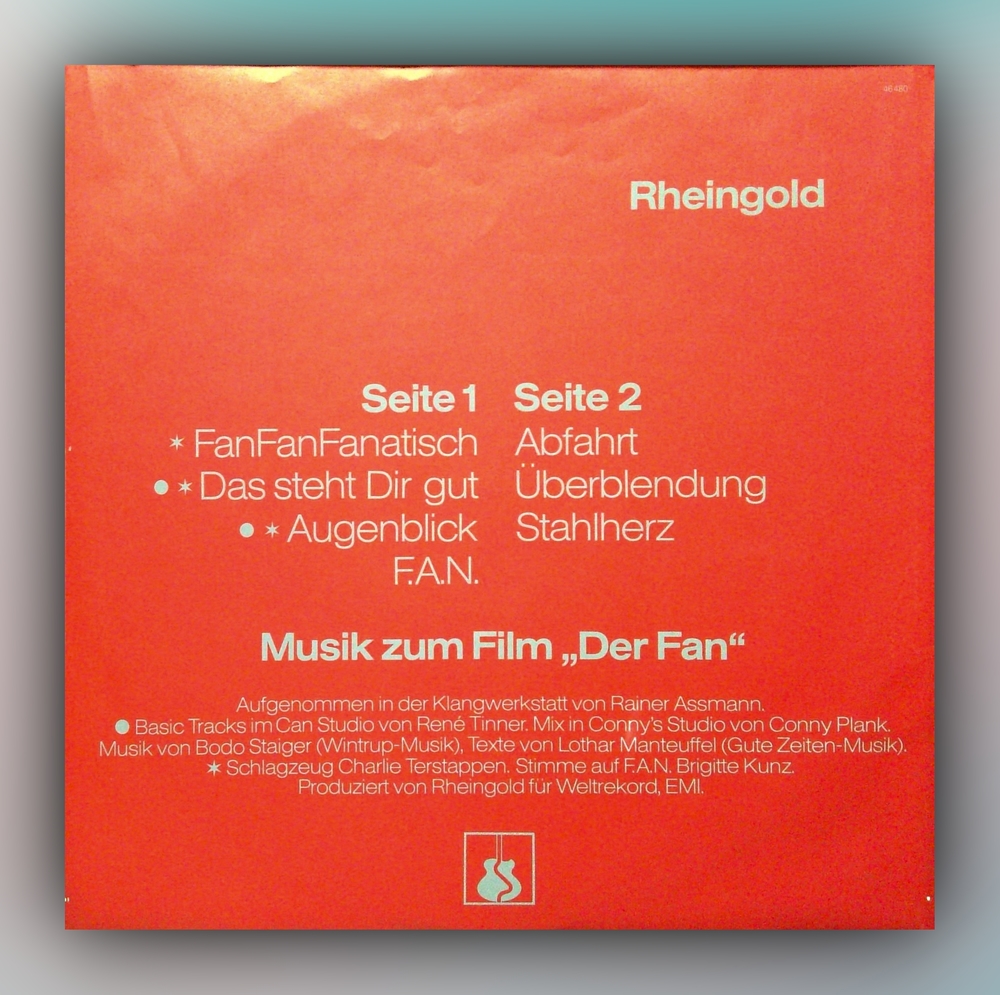 46 480
Rheingold
Seite 1
✶ FanFanFanatisch
● ✶ Das steht Dir gut
● ✶ Augenblick
F.A.N.
Seite 2
Abfahrt
Überblendung
Stahlherz
Musik zum Film „Der Fan“
Aufgenommen in der Klangwerkstatt von Rainer Assmann.
● Basic Tracks im Can Studio von René Tinner. Mix in Conny's Studio von Conny Plank.
Musik von Bodo Staiger (Wintrup-Musik), Texte von Lothar Manteuffel (Gute Zeiten-Musik).
✶ Schlagzeug Charlie Terstappen. Stimme auf F.A.N. Brigitte Kunz.
Produziert von Rheingold für Weltrekord, EMI.